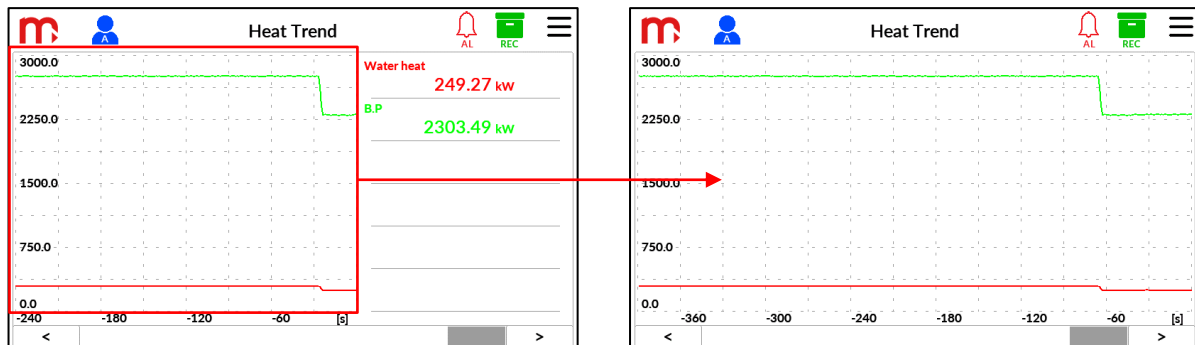 m A Heat Trend AL REC
3000.0
Water heat
249.27 kW
B.P
2303.49 kW
2250.0
1500.0
750.0
0.0
-240 -180 -120 -60 [s]
< >
m A Heat Trend AL REC
3000.0
2250.0
1500.0
750.0
0.0
-360 -300 -240 -180 -120 -60 [s]
< >